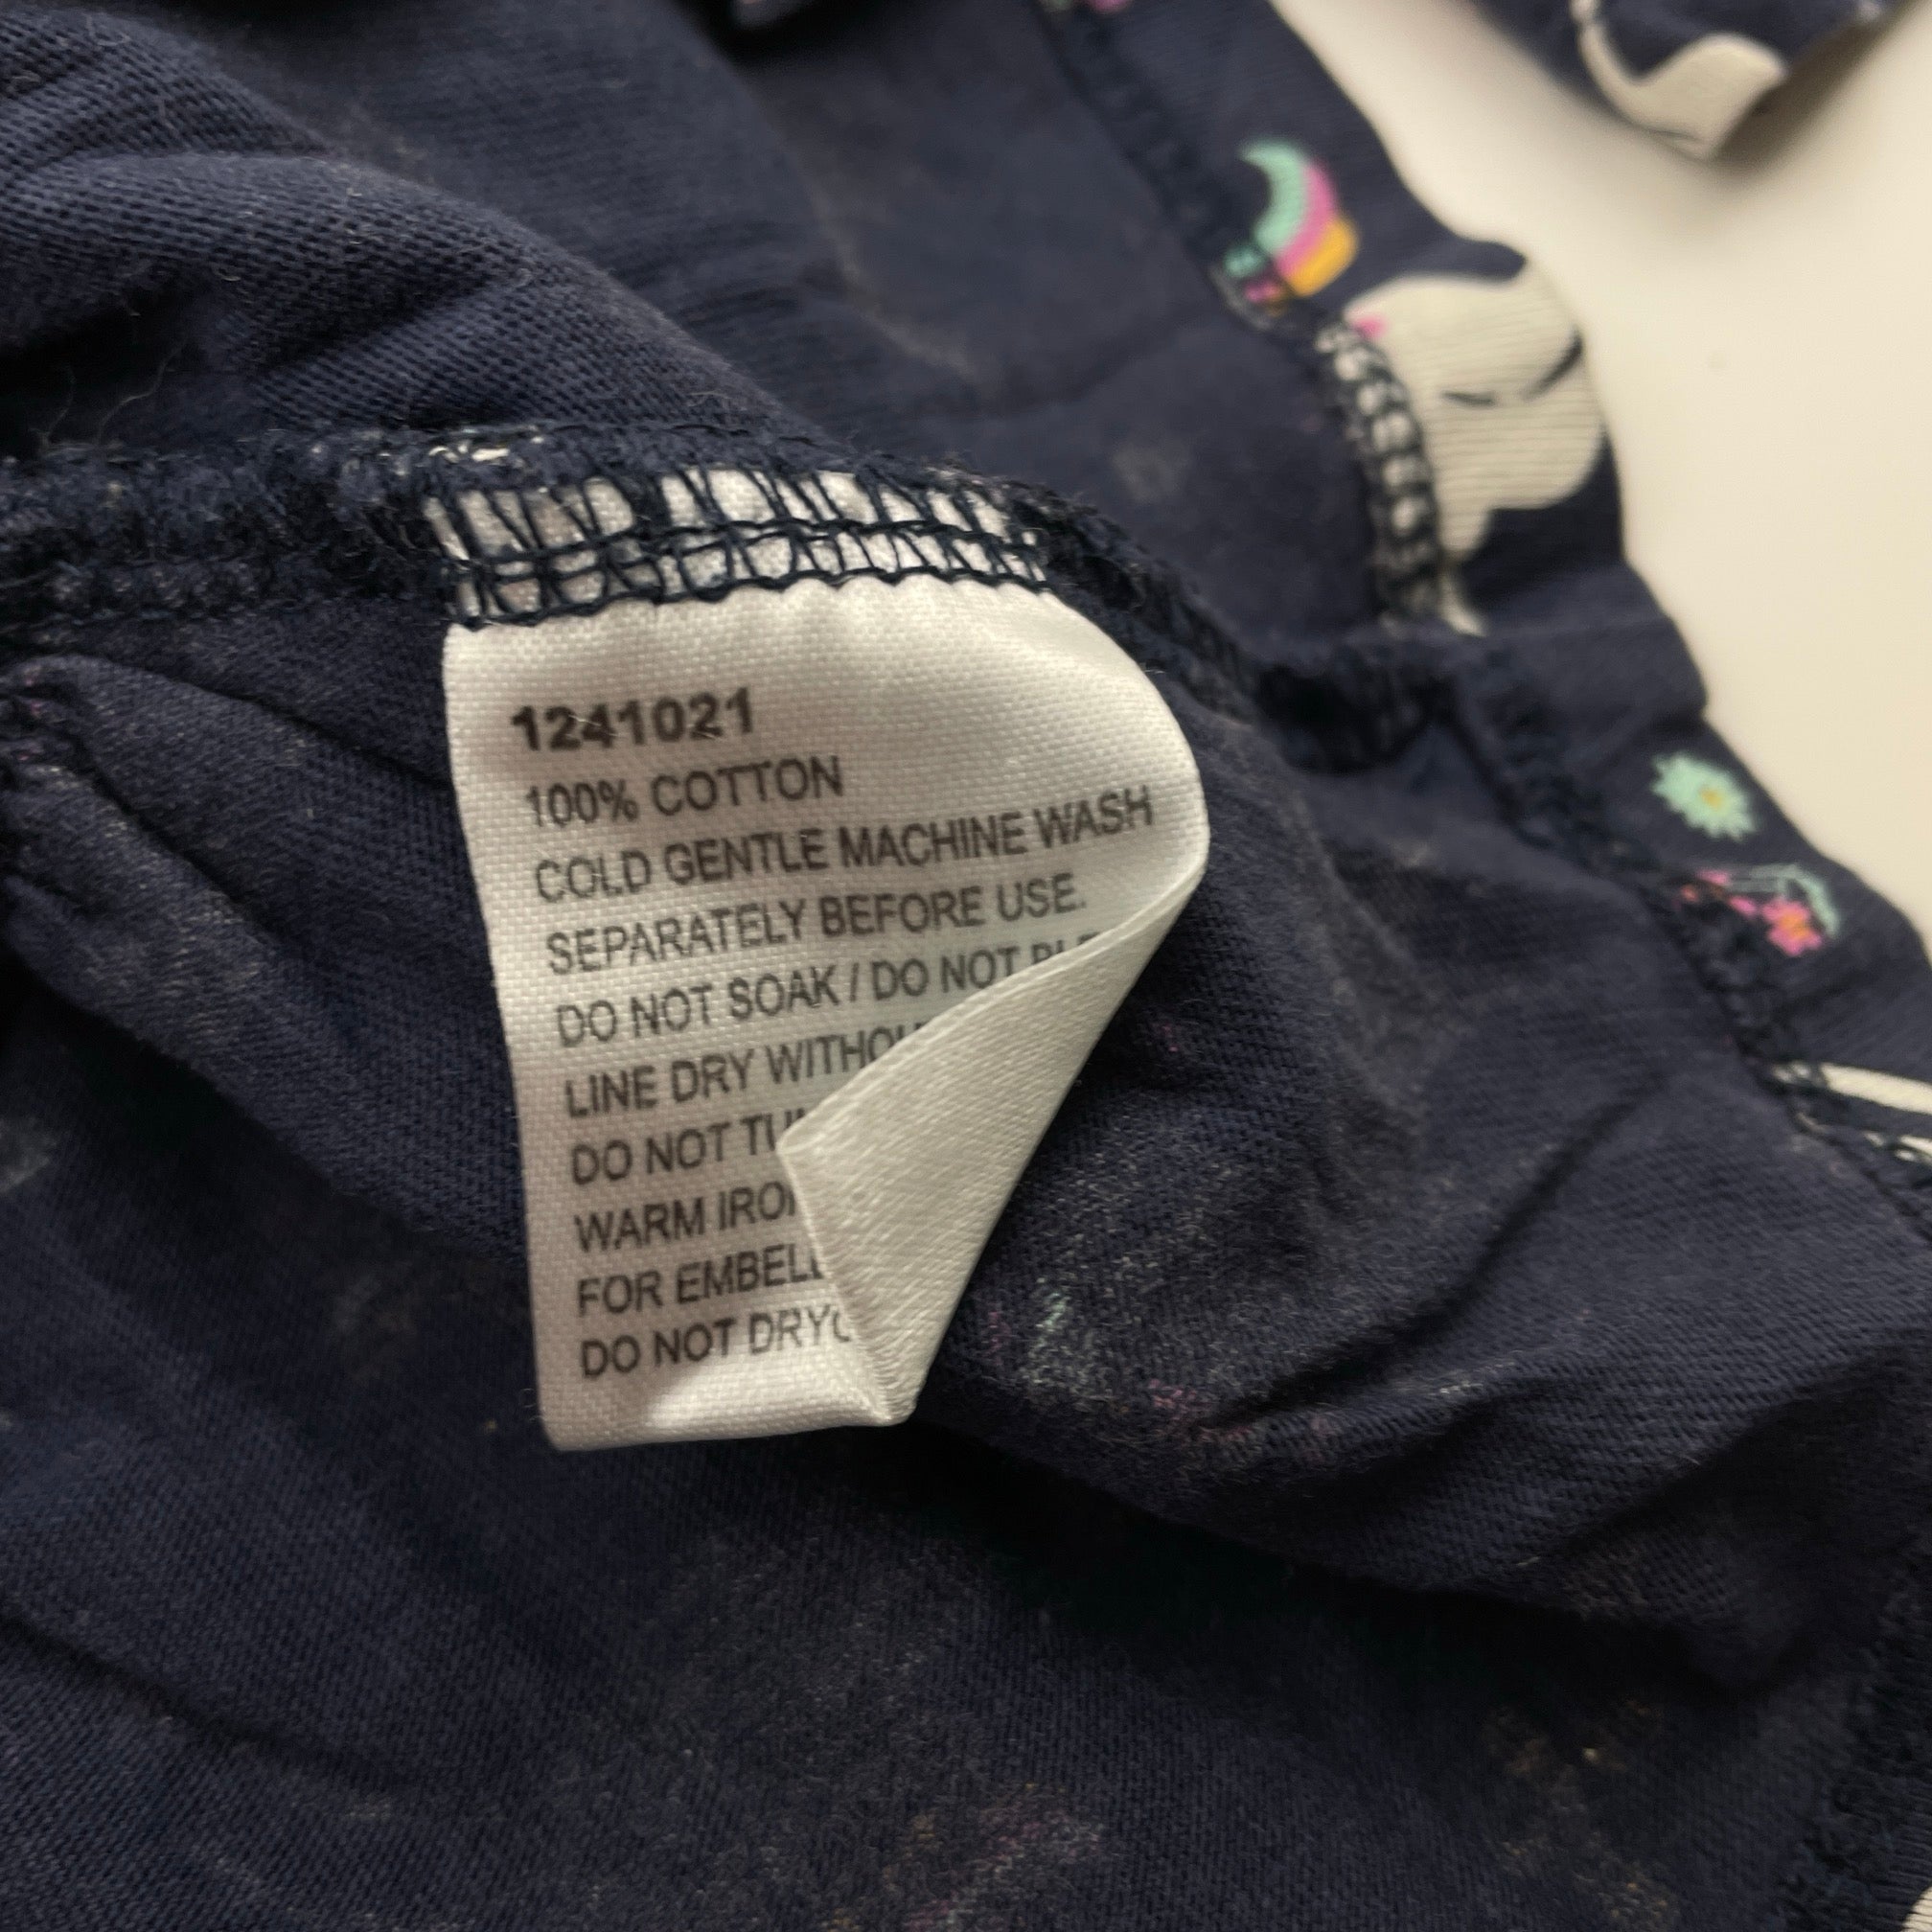 1241021
100% COTTON
COLD GENTLE MACHINE WASH
SEPARATELY BEFORE USE.
DO NOT SOAK / DO NOT
LINE DRY
DO NOT
WARM
FOR
DO NOT